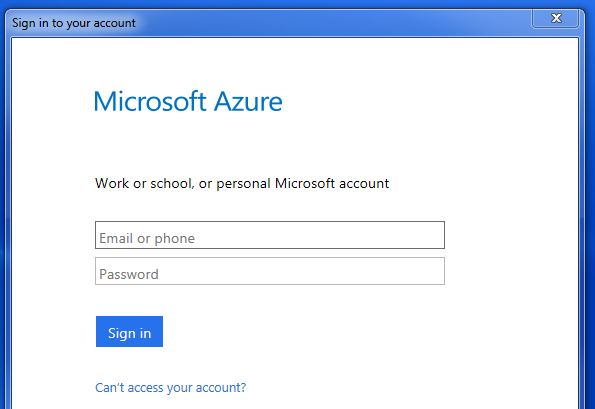 Sign in to your account
Microsoft Azure
Work or school, or personal Microsoft account
Email or phone
Password
Sign in
Can't access your account?